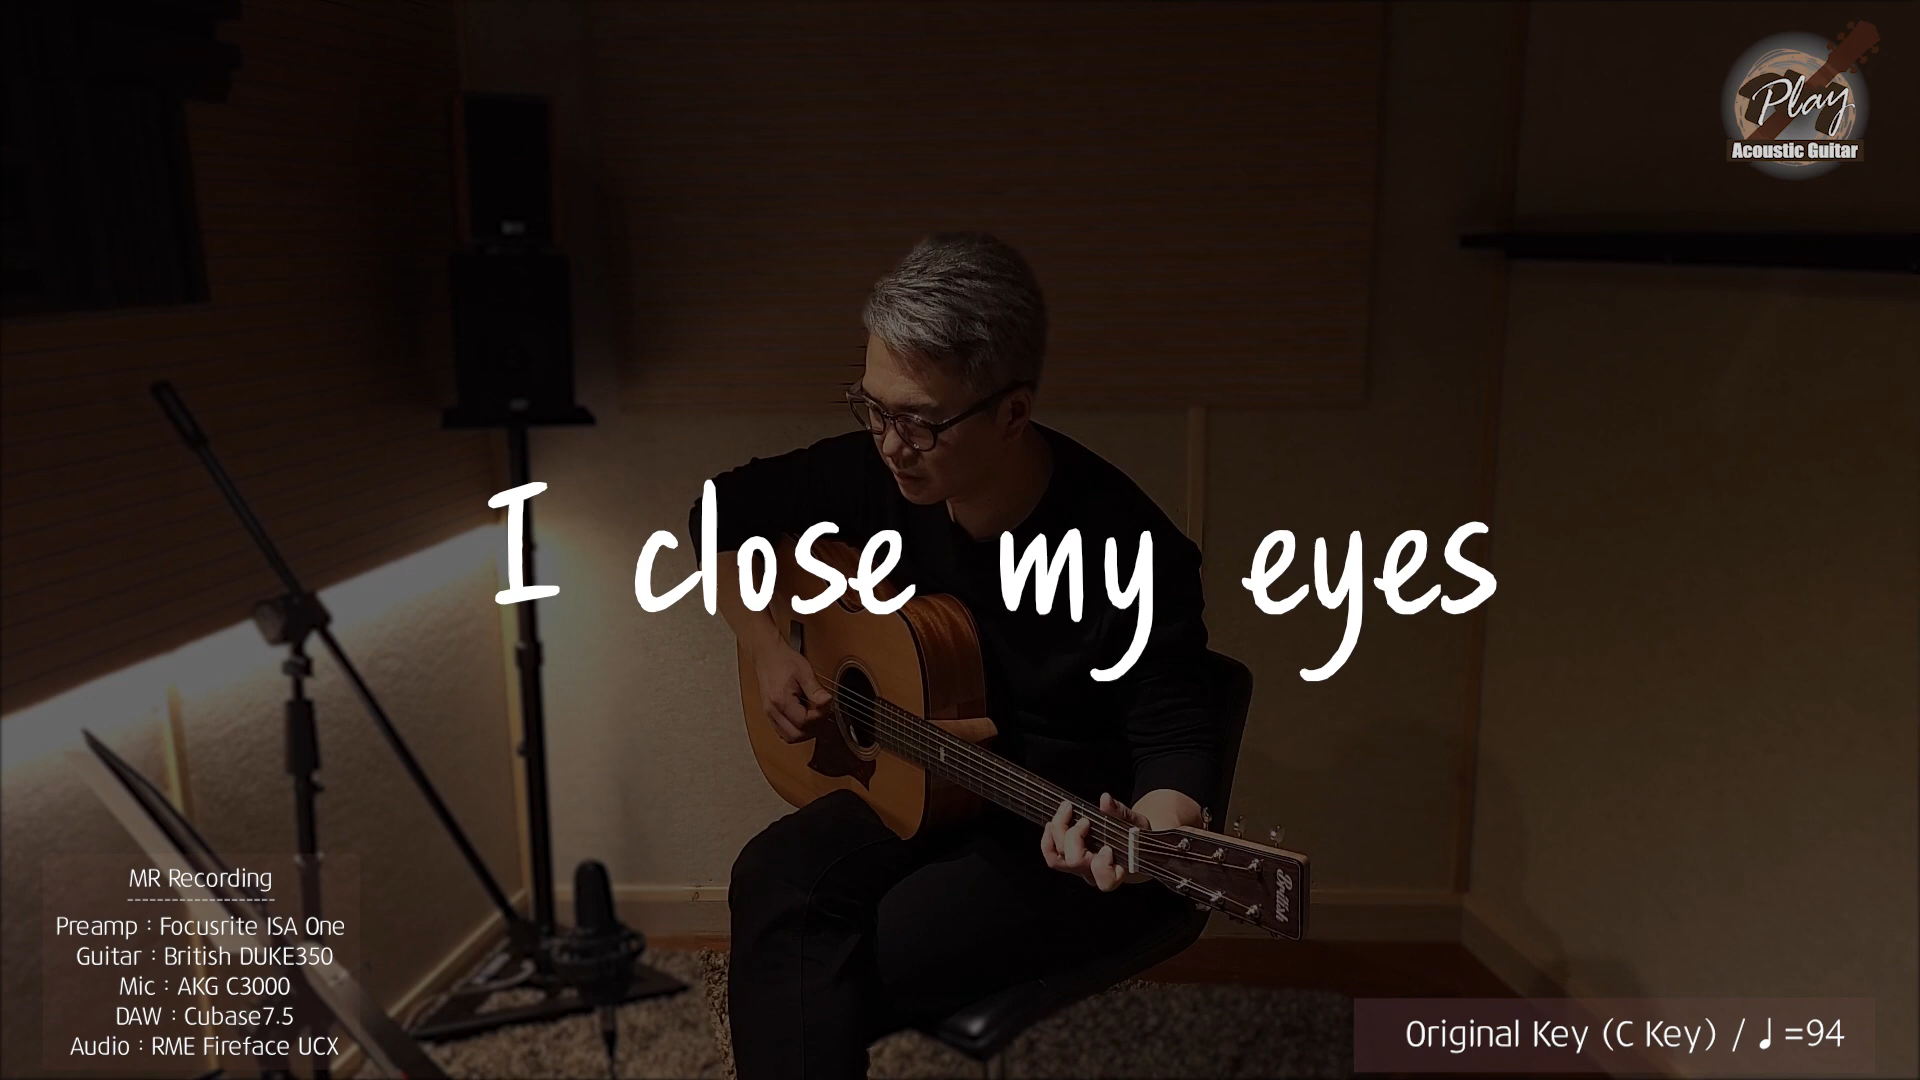 Play
Acoustic Guitar
I close my eyes
MR Recording
--------------------
Preamp : Focusrite ISA One
Guitar : British DUKE350
Mic : AKG C3000
DAW : Cubase7.5
Audio : RME Fireface UCX
British
Original Key (C Key) / ♩=94